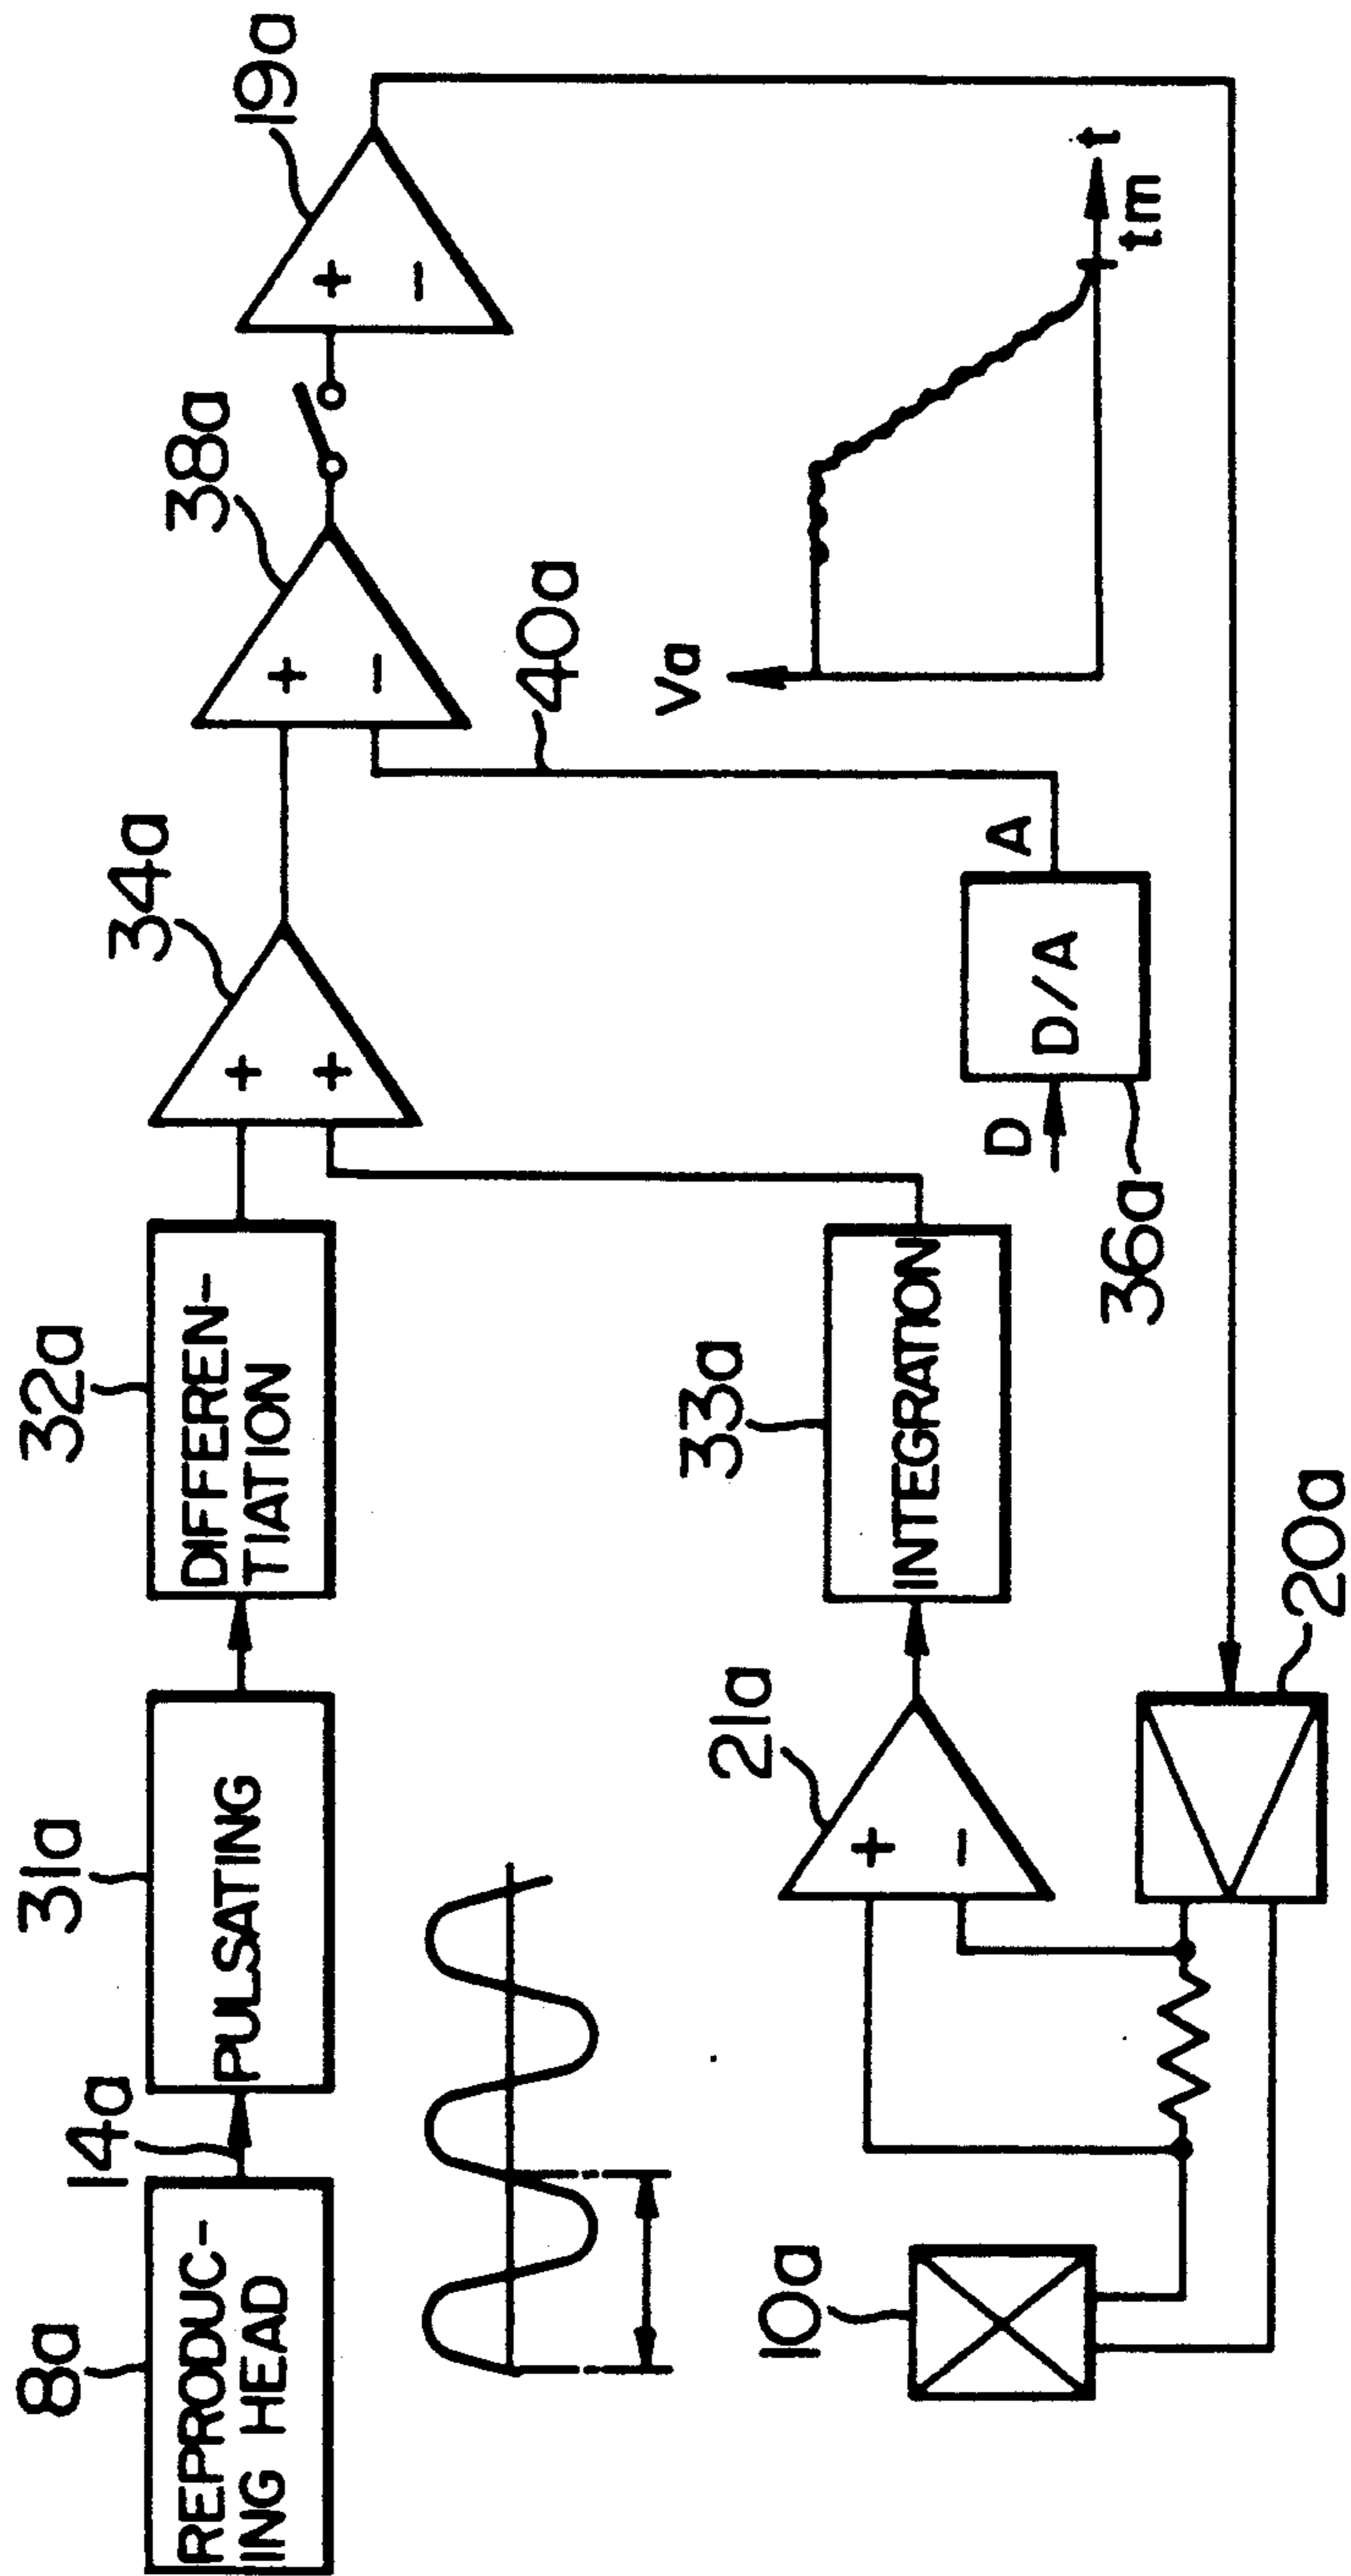 8a
REPRODUC-
ING HEAD
14a
31a
PULSATING
32a
DIFFEREN-
TIATION
34a
+
+
38a
+
-
19a
+
-
40a
10a
21a
+
-
33a
INTEGRATION
D
D/A
A
36a
Va
t
tm
20a